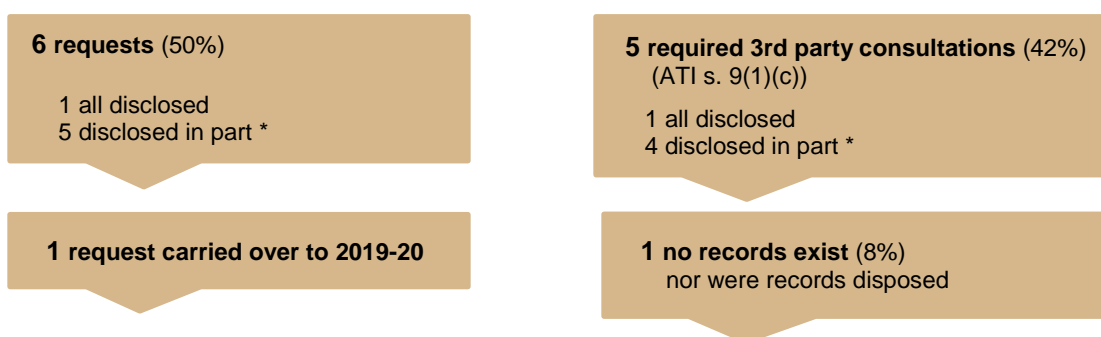 6 requests (50%)
1 all disclosed
5 disclosed in part *
1 request carried over to 2019-20
5 required 3rd party consultations (42%)
(ATI s. 9(1)(c))
1 all disclosed
4 disclosed in part *
1 no records exist (8%)
nor were records disposed